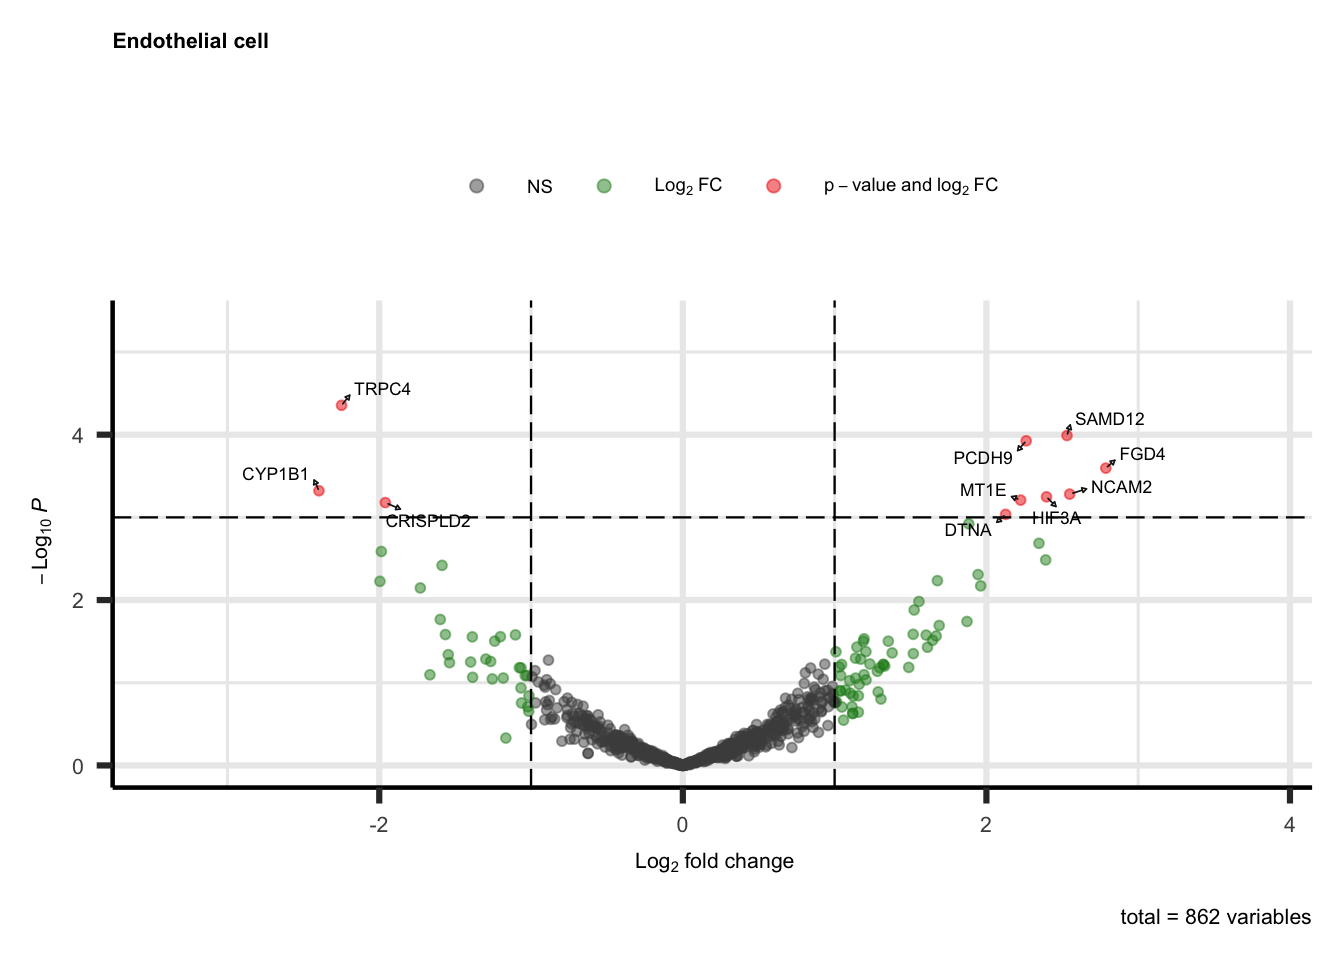 Endothelial cell
NS
Log2 FC
p – value and log2 FC
TRPC4
SAMD12
PCDH9
FGD4
CYP1B1
NCAM2
MT1E
CRISPLD2
HIF3A
DTNA
4
2
0
– Log10 P
-2
0
2
4
Log2 fold change
total = 862 variables